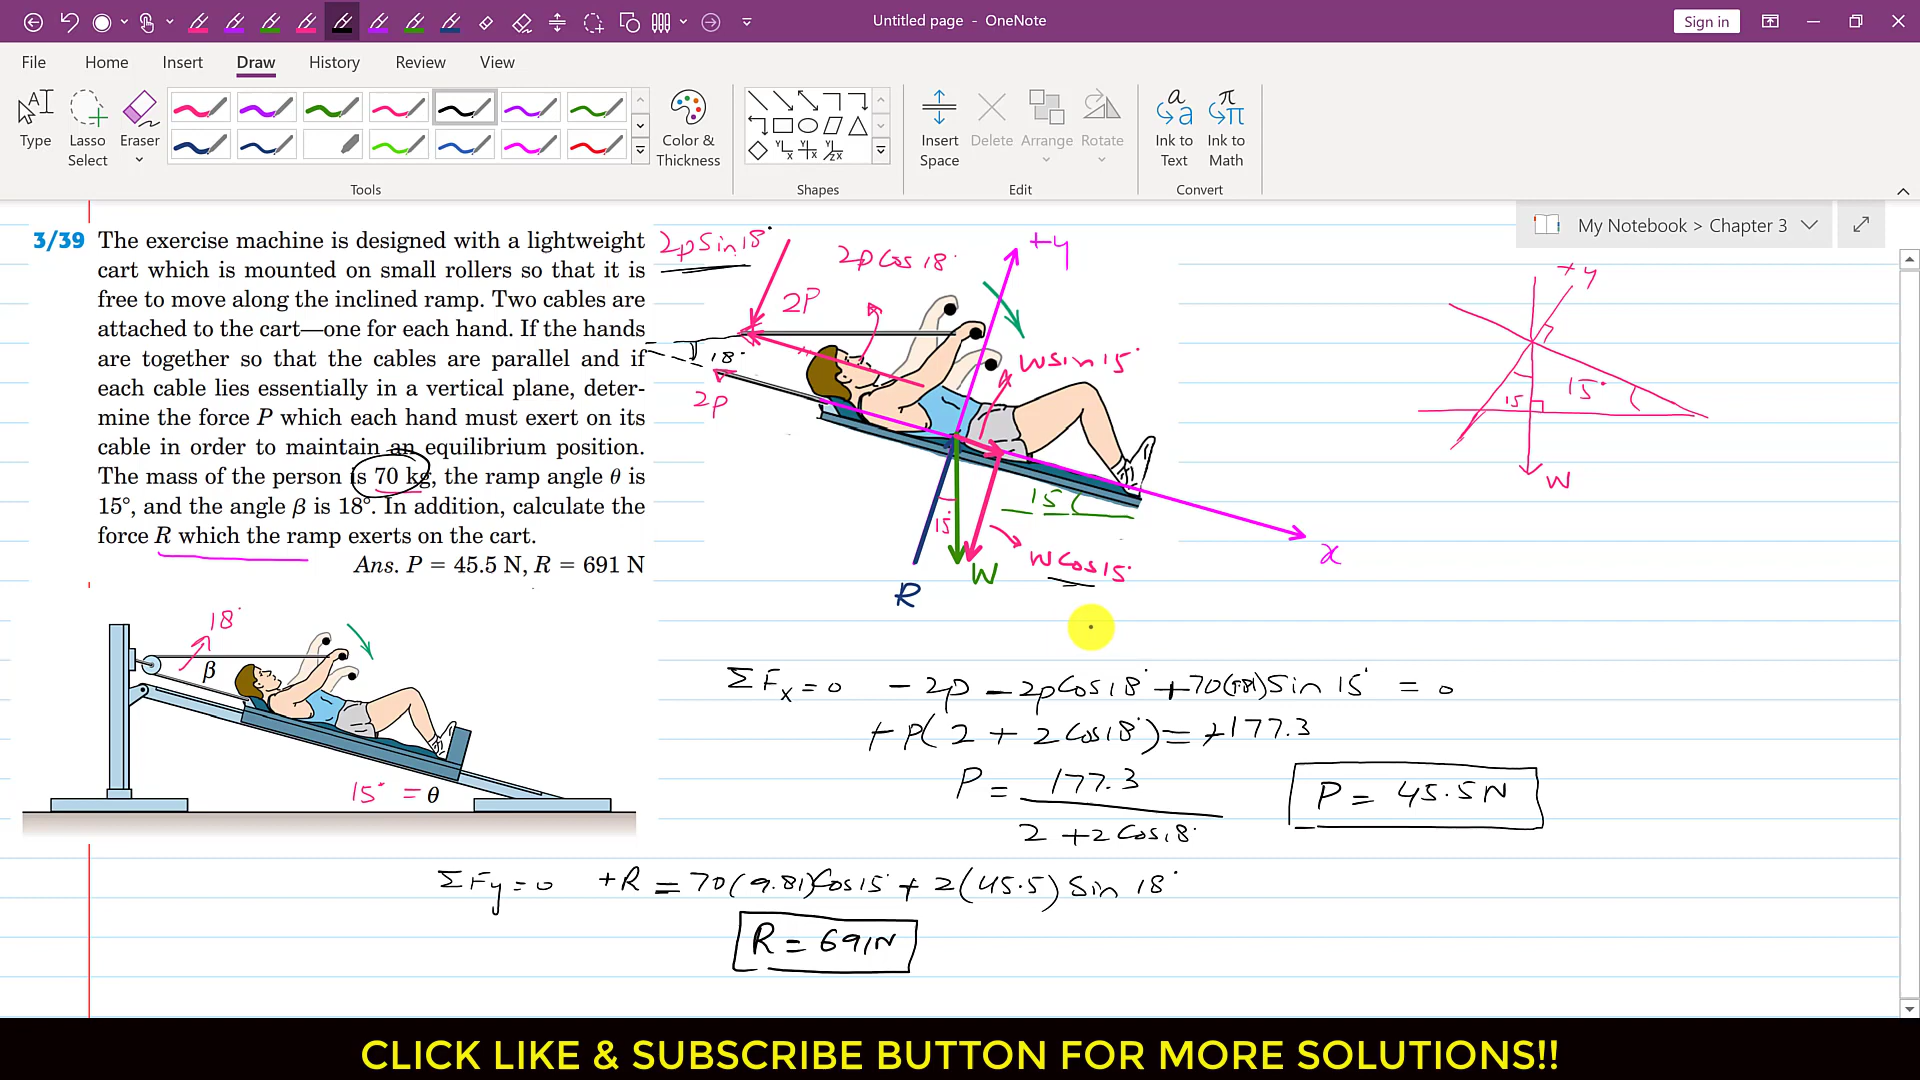 Untitled page - OneNote
Sign in
File Home Insert Draw History Review View
Type
Lasso Select
Eraser
Color & Thickness
Insert Space
Delete
Arrange
Rotate
Ink to Text
Ink to Math
Tools
Shapes
Edit
Convert
My Notebook > Chapter 3
3/39 The exercise machine is designed with a lightweight
cart which is mounted on small rollers so that it is
free to move along the inclined ramp. Two cables are
attached to the cart—one for each hand. If the hands
are together so that the cables are parallel and if
each cable lies essentially in a vertical plane, deter-
mine the force P which each hand must exert on its
cable in order to maintain an equilibrium position.
The mass of the person is 70 kg, the ramp angle θ is
15°, and the angle β is 18°. In addition, calculate the
force R which the ramp exerts on the cart.
Ans. P = 45.5 N, R = 691 N
2pSin18°
2pCos18°
+y
2P
18°
2P
Wsin15°
15
15
R
W
WCos15°
x
+y
15°
15
W
18°
β
15° = θ
ΣFx=0 -2p -2pCos18° +70(9.81)Sin 15° = 0
+P(2 + 2Cos18°) = +177.3
P = 177.3
2 +2Cos18°
P = 45.5N
ΣFy=0 +R = 70(9.81)Cos15 + 2(45.5) Sin 18°
R = 691N
CLICK LIKE & SUBSCRIBE BUTTON FOR MORE SOLUTIONS!!